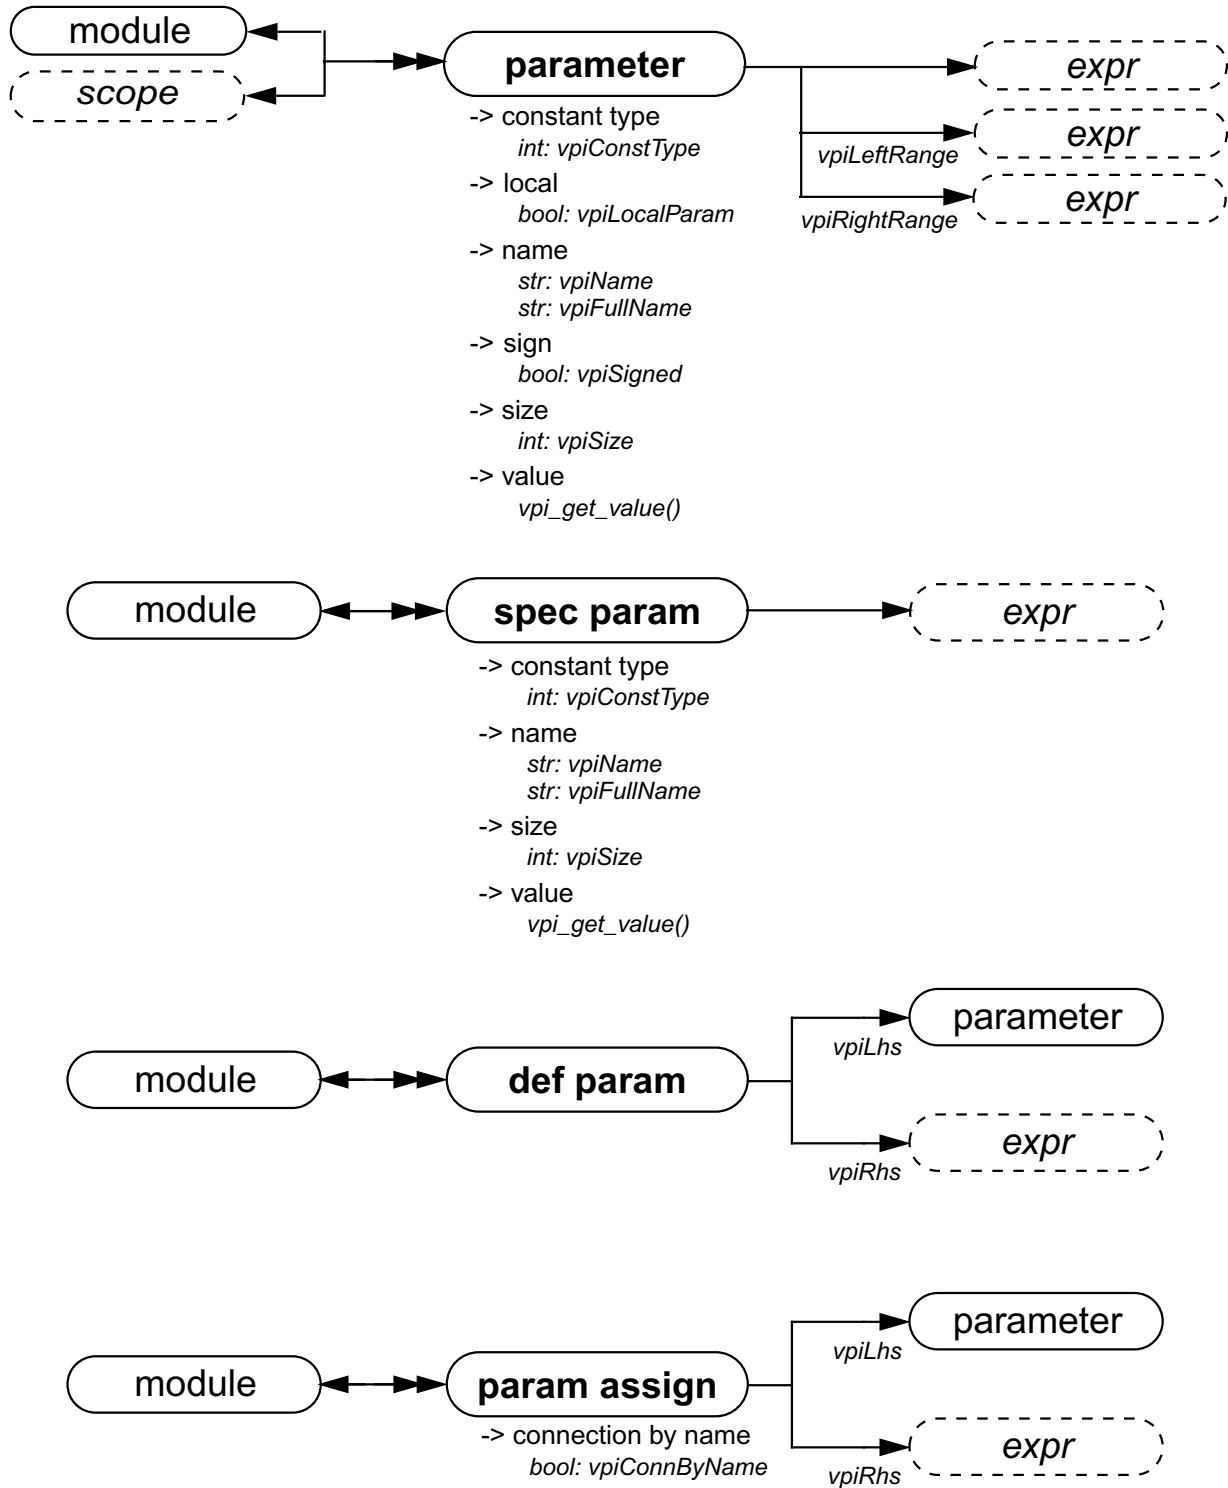 module
scope
parameter
expr
expr
vpiLeftRange
expr
vpiRightRange
-> constant type
int: vpiConstType
-> local
bool: vpiLocalParam
-> name
str: vpiName
str: vpiFullName
-> sign
bool: vpiSigned
-> size
int: vpiSize
-> value
vpi_get_value()
module
spec param
expr
-> constant type
int: vpiConstType
-> name
str: vpiName
str: vpiFullName
-> size
int: vpiSize
-> value
vpi_get_value()
module
def param
parameter
vpiLhs
expr
vpiRhs
module
param assign
parameter
vpiLhs
expr
vpiRhs
-> connection by name
bool: vpiConnByName